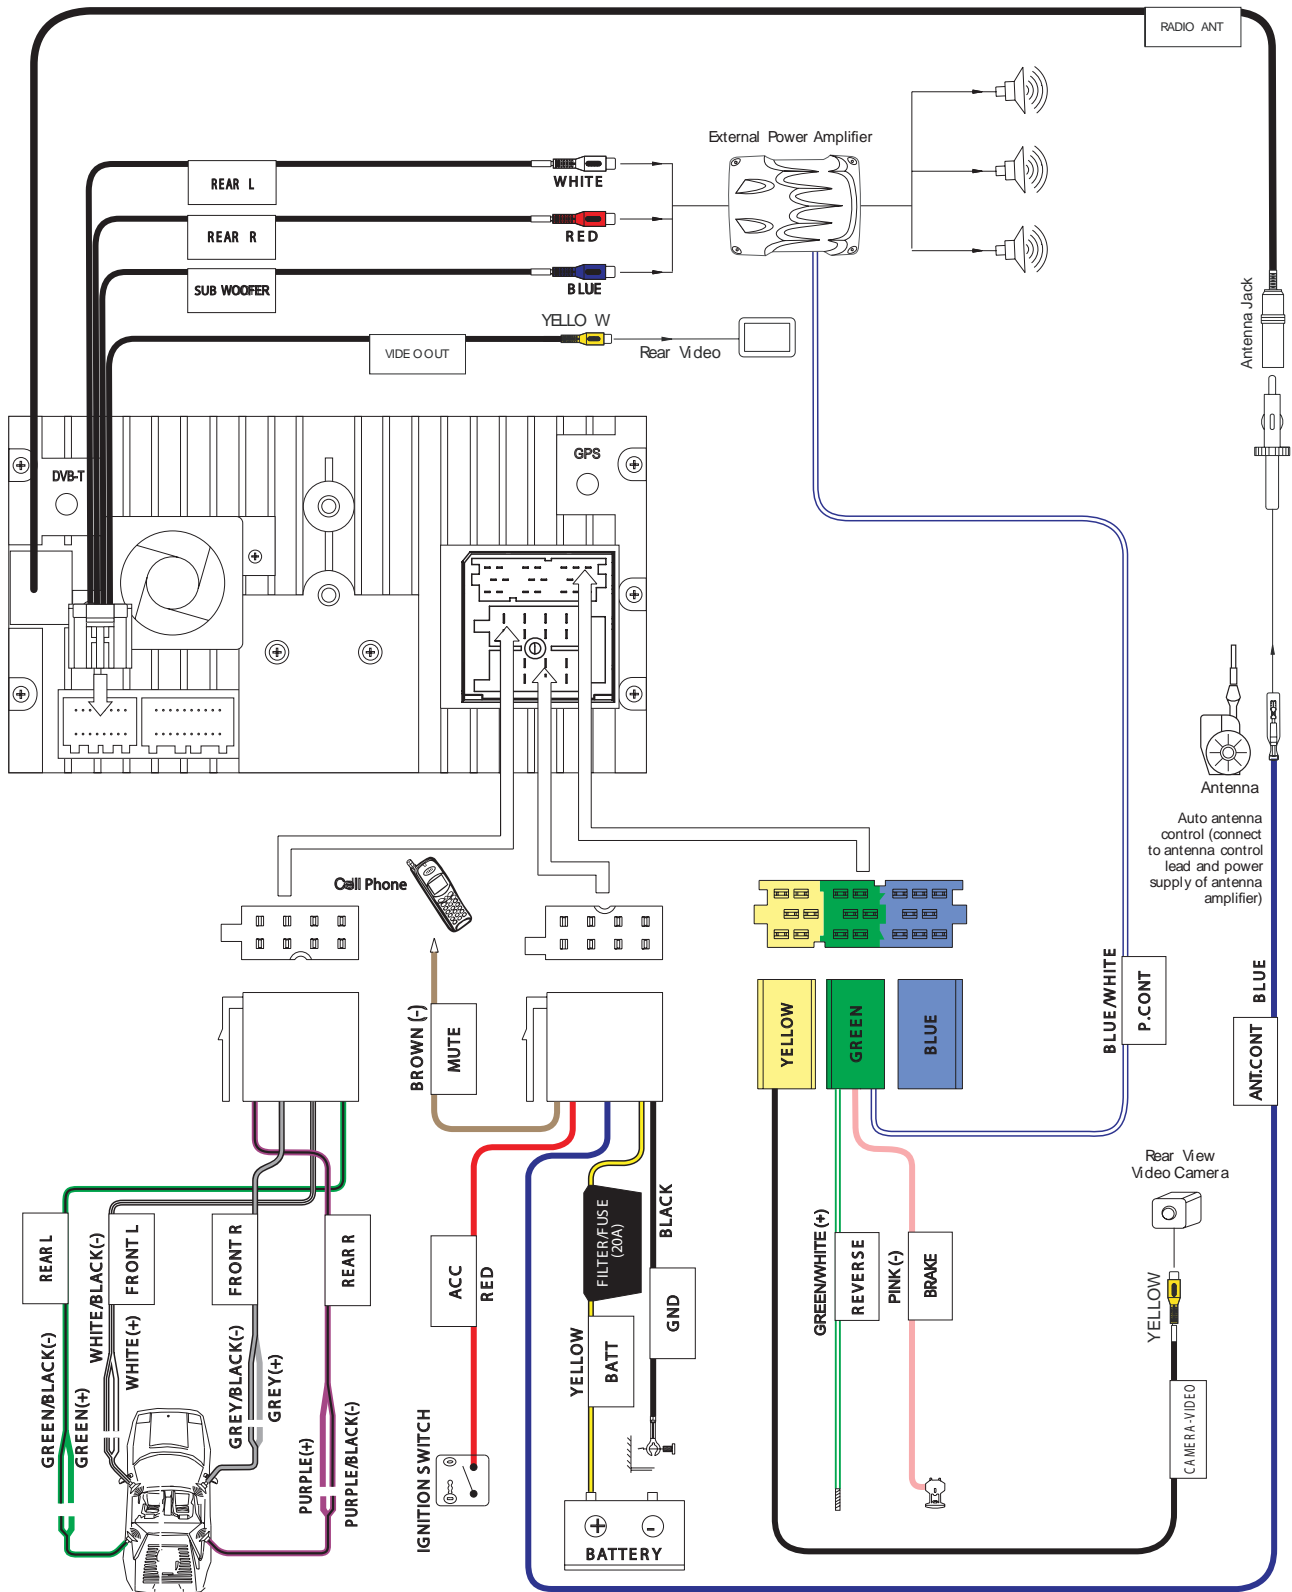 RADIO ANT
External Power Amplifier
REAR L
WHITE
REAR R
RED
SUB WOOFER
BLUE
YELLO W
VIDE O OUT
Rear Video
Antenna Jack
DVB-T
GPS
Antenna
Auto antenna
control (connect
to antenna control
lead and power
supply of antenna
amplifier)
Cell Phone
BROWN (-)
MUTE
YELLOW
GREEN
BLUE
BLUE/WHITE
P.CONT
BLUE
ANT.CONT
Rear View
Video Camera
REAR L
WHITE/BLACK(-)
FRONT L
FRONT R
REAR R
ACC
RED
FILTER/FUSE
(20A)
BLACK
GND
GREEN/WHITE (+)
REVERSE
PINK (-)
BRAKE
YELLOW
GREEN/BLACK(-)
GREEN(+)
WHITE(+)
GREY/BLACK(-)
GREY(+)
PURPLE(+)
PURPLE/BLACK(-)
IGNITION SWITCH
YELLOW
BATT
CAMERA-VIDEO
+
-
BATTERY